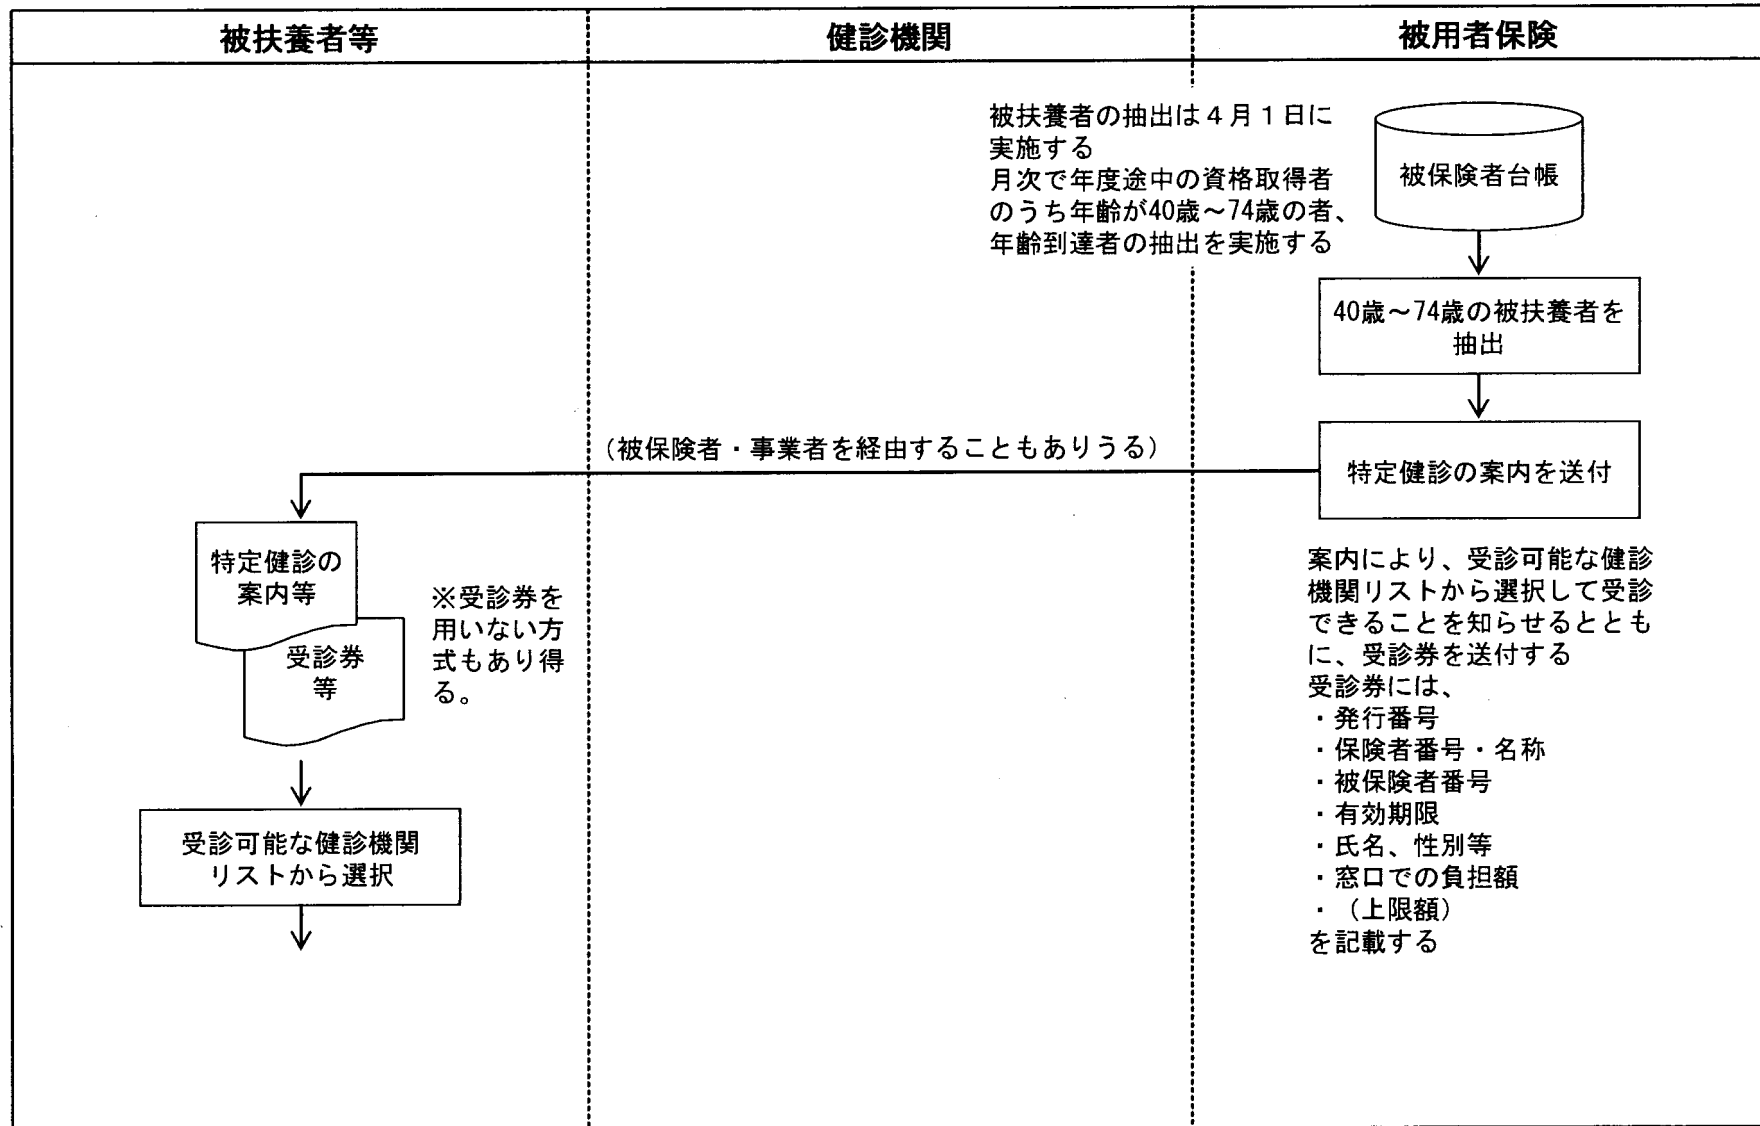 被扶養者等
健診機関
被用者保険
被扶養者の抽出は４月１日に
実施する
月次で年度途中の資格取得者
のうち年齢が40歳～74歳の者、
年齢到達者の抽出を実施する
被保険者台帳
40歳～74歳の被扶養者を
抽出
（被保険者・事業者を経由することもありうる）
特定健診の案内を送付
特定健診の
案内等
受診券
等
※受診券を
用いない方
式もあり得
る。
受診可能な健診機関
リストから選択
案内により、受診可能な健診
機関リストから選択して受診
できることを知らせるととも
に、受診券を送付する
受診券には、
・発行番号
・保険者番号・名称
・被保険者番号
・有効期限
・氏名、性別等
・窓口での負担額
・（上限額）
を記載する